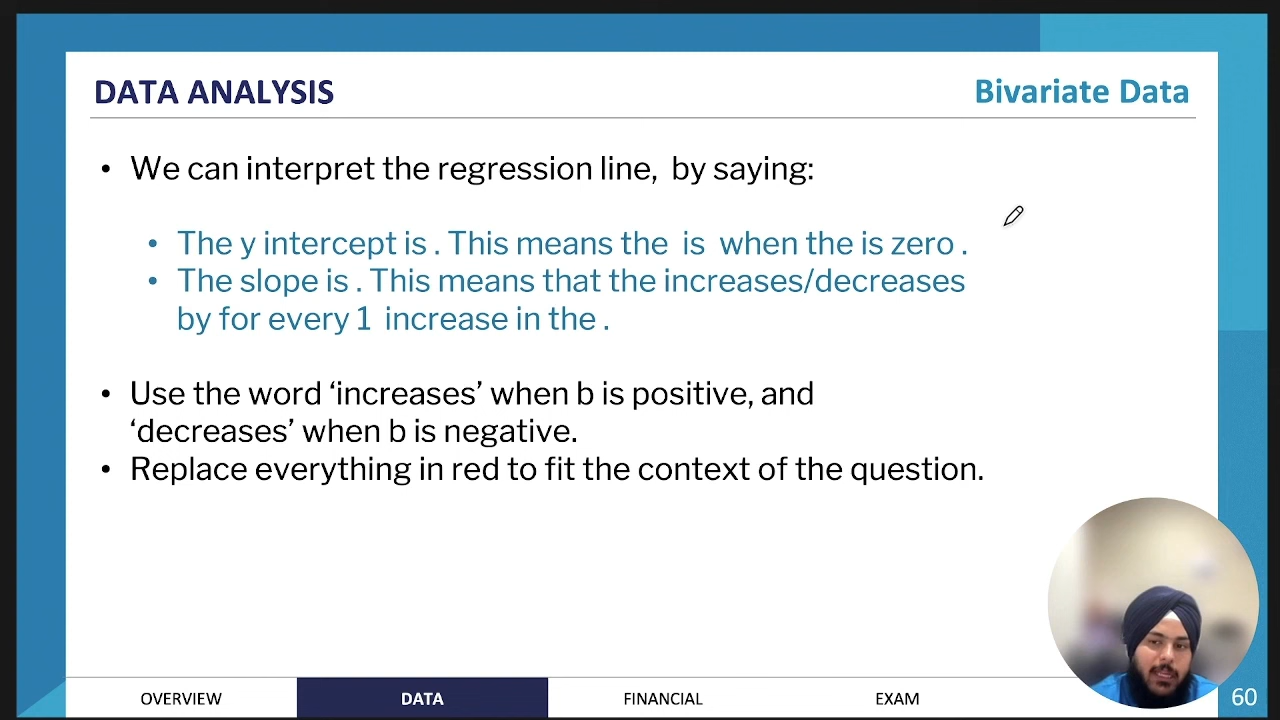 DATA ANALYSIS
Bivariate Data
• We can interpret the regression line, by saying:
• The y intercept is . This means the is when the is zero .
• The slope is . This means that the increases/decreases
by for every 1 increase in the .
• Use the word ‘increases’ when b is positive, and
‘decreases’ when b is negative.
• Replace everything in red to fit the context of the question.
OVERVIEW
DATA
FINANCIAL
EXAM
60